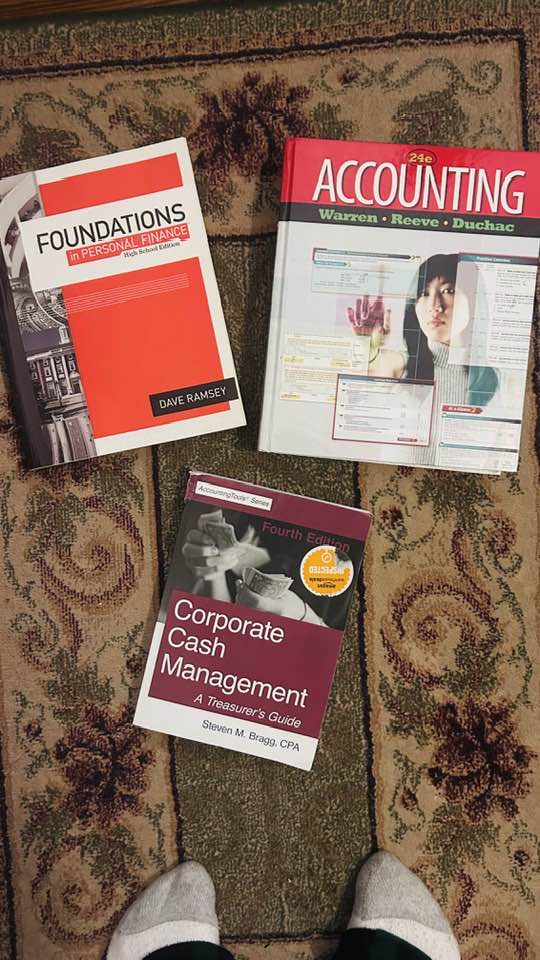 FOUNDATIONS
in PERSONAL FINANCE
High School Edition
DAVE RAMSEY
24e
ACCOUNTING
Warren • Reeve • Duchac
AccountingTools® Series
Fourth Edition
INSPECTED
Corporate
Cash
Management
A Treasurer's Guide
Steven M. Bragg, CPA